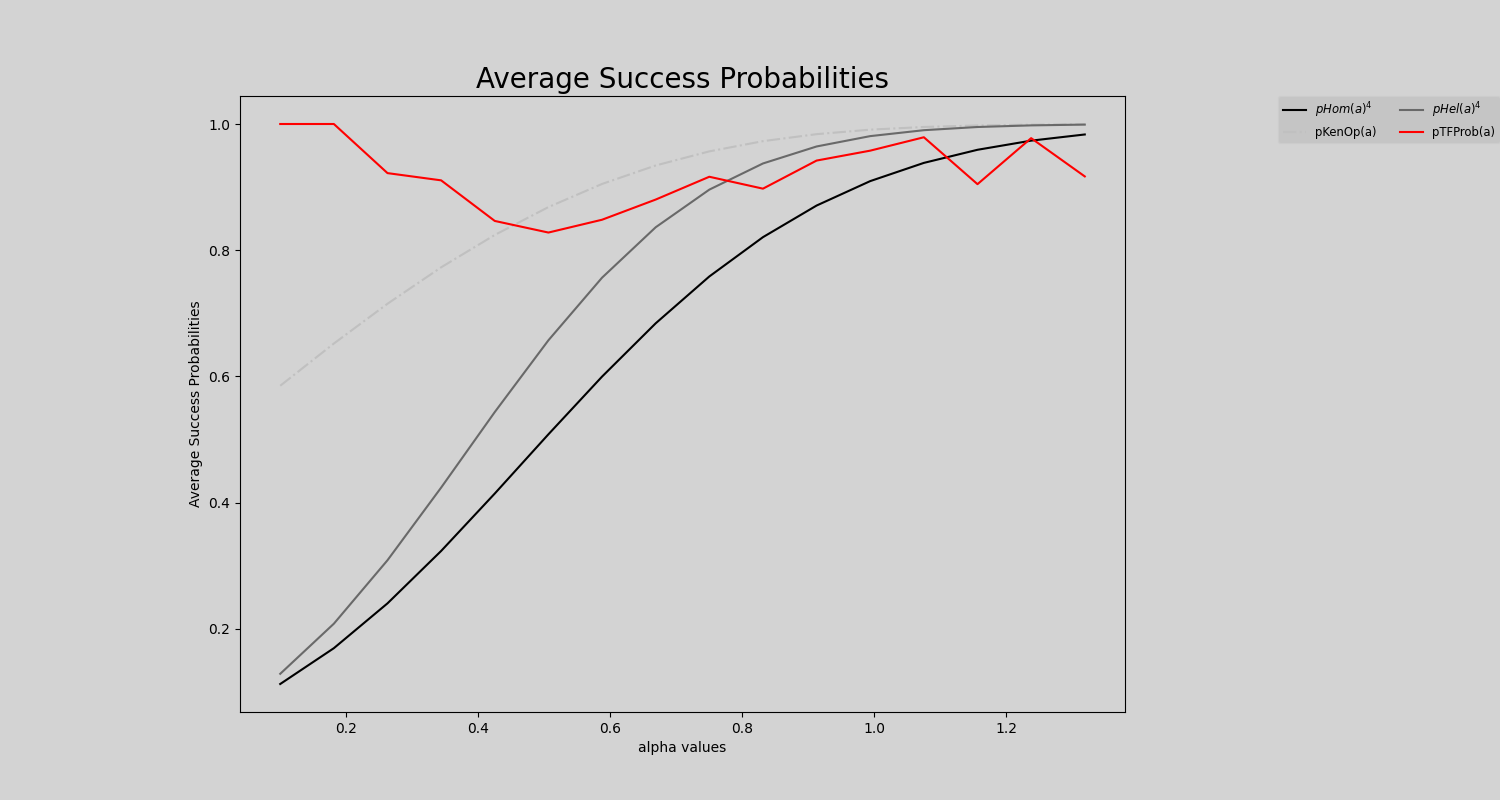 Average Success Probabilities
pHom(a)⁴ pHel(a)⁴
pKenOp(a) pTFProb(a)
1.0
0.8
0.6
0.4
0.2
Average Success Probabilities
0.2 0.4 0.6 0.8 1.0 1.2
alpha values